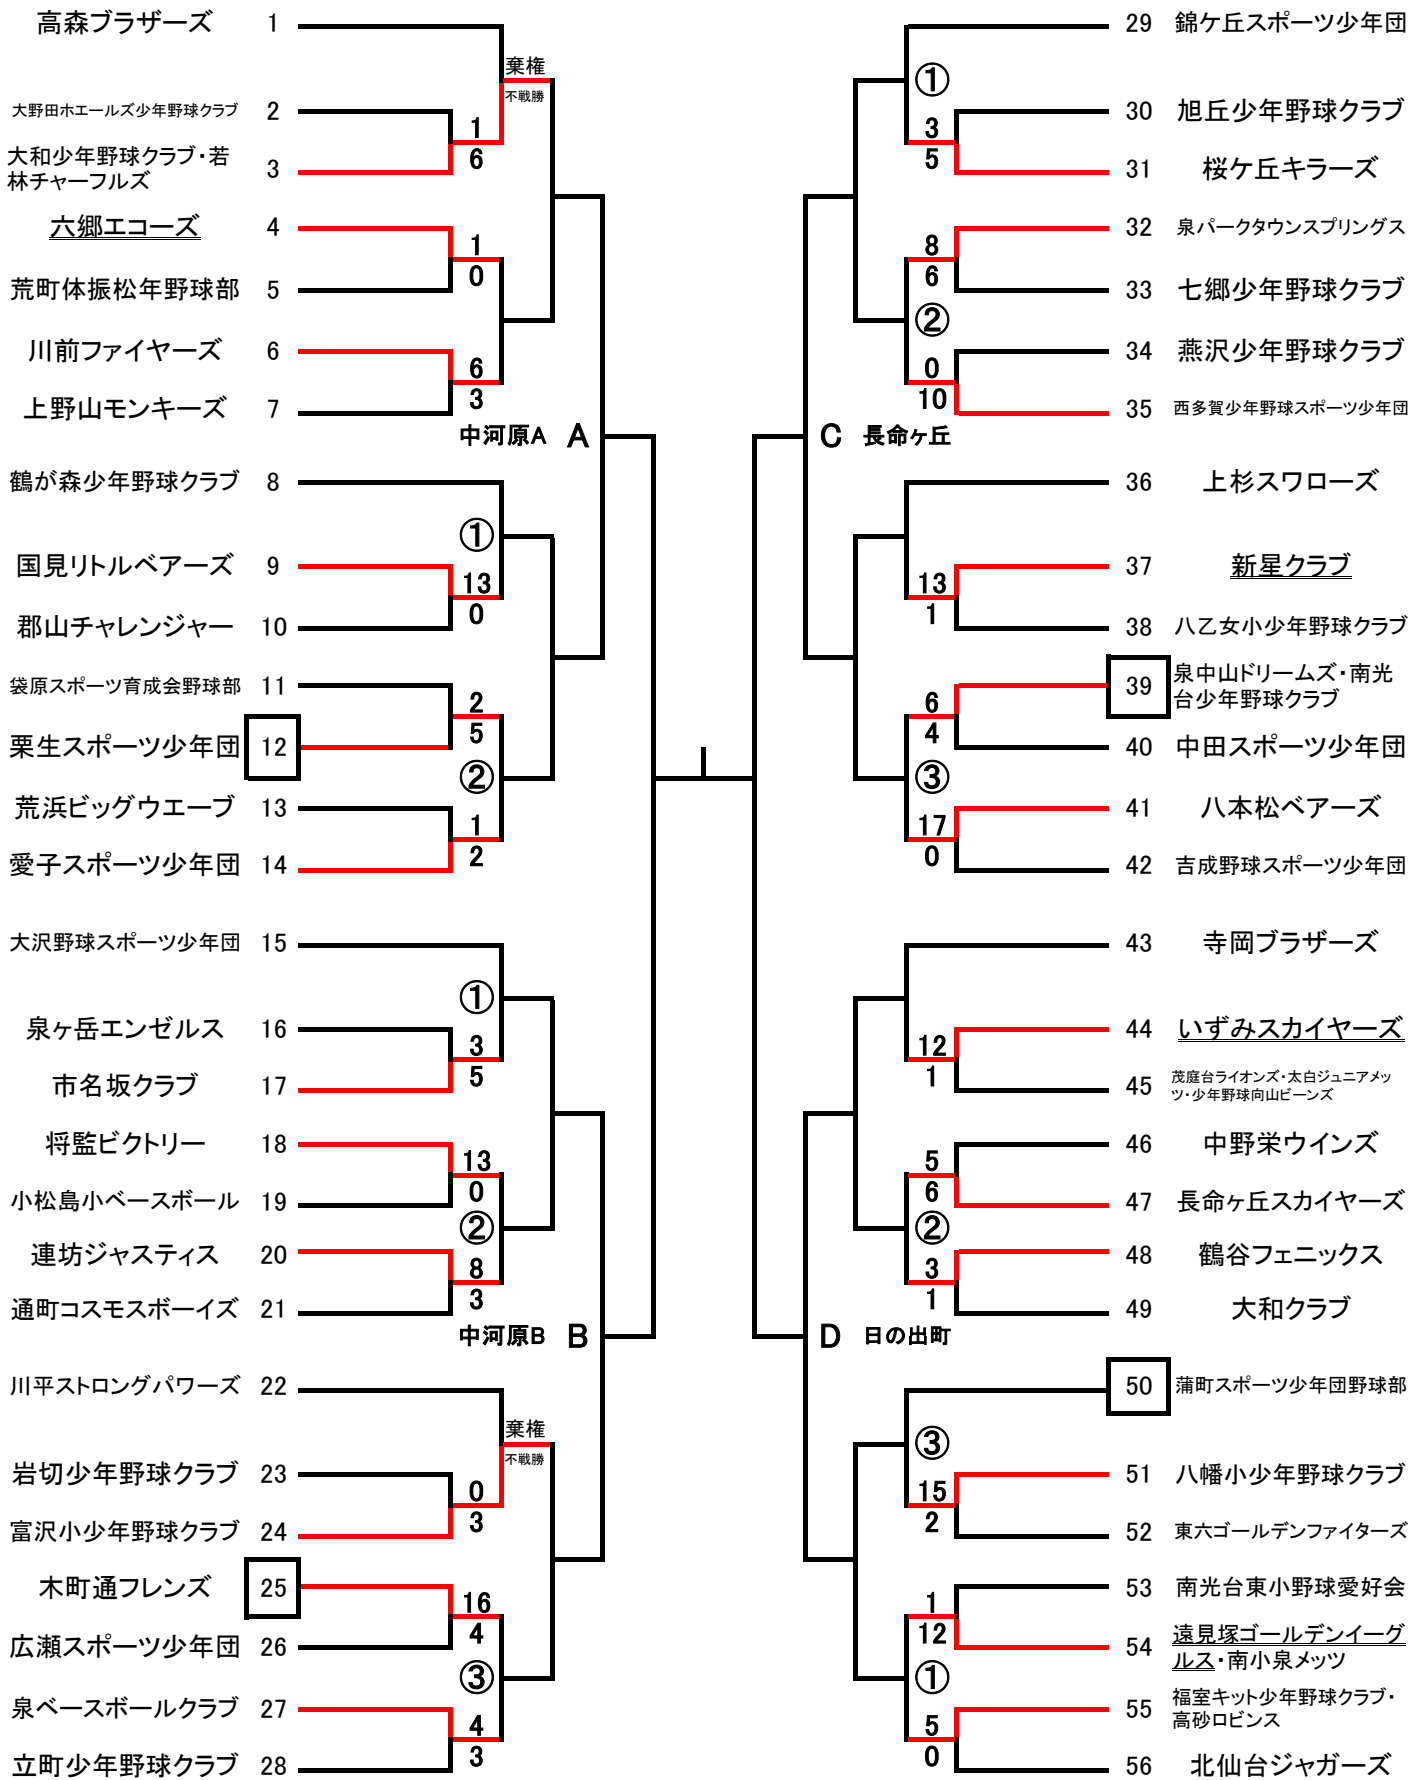 高森ブラザーズ 1
棄権
不戦勝
大野田ホエールズ少年野球クラブ 2
1
6
大和少年野球クラブ・若
林チャーフルズ 3
六郷エコーズ 4
1
0
荒町体振松年野球部 5
川前ファイヤーズ 6
6
3
上野山モンキーズ 7
中河原A A
鶴が森少年野球クラブ 8
①
国見リトルベアーズ 9
13
0
郡山チャレンジャー 10
袋原スポーツ育成会野球部 11
2
5
栗生スポーツ少年団 12
②
荒浜ビッグウエーブ 13
1
2
愛子スポーツ少年団 14
大沢野球スポーツ少年団 15
①
泉ヶ岳エンゼルス 16
3
5
市名坂クラブ 17
将監ビクトリー 18
13
0
小松島小ベースボール 19
②
連坊ジャスティス 20
8
3
通町コスモスボーイズ 21
中河原B B
川平ストロングパワーズ 22
棄権
不戦勝
岩切少年野球クラブ 23
0
3
富沢小少年野球クラブ 24
木町通フレンズ 25
16
4
広瀬スポーツ少年団 26
③
泉ベースボールクラブ 27
4
3
立町少年野球クラブ 28
29 錦ケ丘スポーツ少年団
①
30 旭丘少年野球クラブ
3
5
31 桜ケ丘キラーズ
32 泉パークタウンスプリングス
8
6
33 七郷少年野球クラブ
②
34 燕沢少年野球クラブ
0
10
35 西多賀少年野球スポーツ少年団
C 長命ヶ丘
36 上杉スワローズ
37 新星クラブ
13
1
38 八乙女小少年野球クラブ
39 泉中山ドリームズ・南光
台少年野球クラブ
6
4
40 中田スポーツ少年団
③
41 八本松ベアーズ
17
0
42 吉成野球スポーツ少年団
43 寺岡ブラザーズ
44 いずみスカイヤーズ
12
1
45 茂庭台ライオンズ・太白ジュニアメッ
ツ・少年野球向山ビーンズ
46 中野栄ウインズ
5
6
47 長命ヶ丘スカイヤーズ
②
48 鶴谷フェニックス
3
1
49 大和クラブ
D 日の出町
50 蒲町スポーツ少年団野球部
③
51 八幡小少年野球クラブ
15
2
52 東六ゴールデンファイターズ
53 南光台東小野球愛好会
1
12
54 遠見塚ゴールデンイーグ
ルス・南小泉メッツ
①
55 福室キット少年野球クラブ・
高砂ロビンス
5
0
56 北仙台ジャガーズ